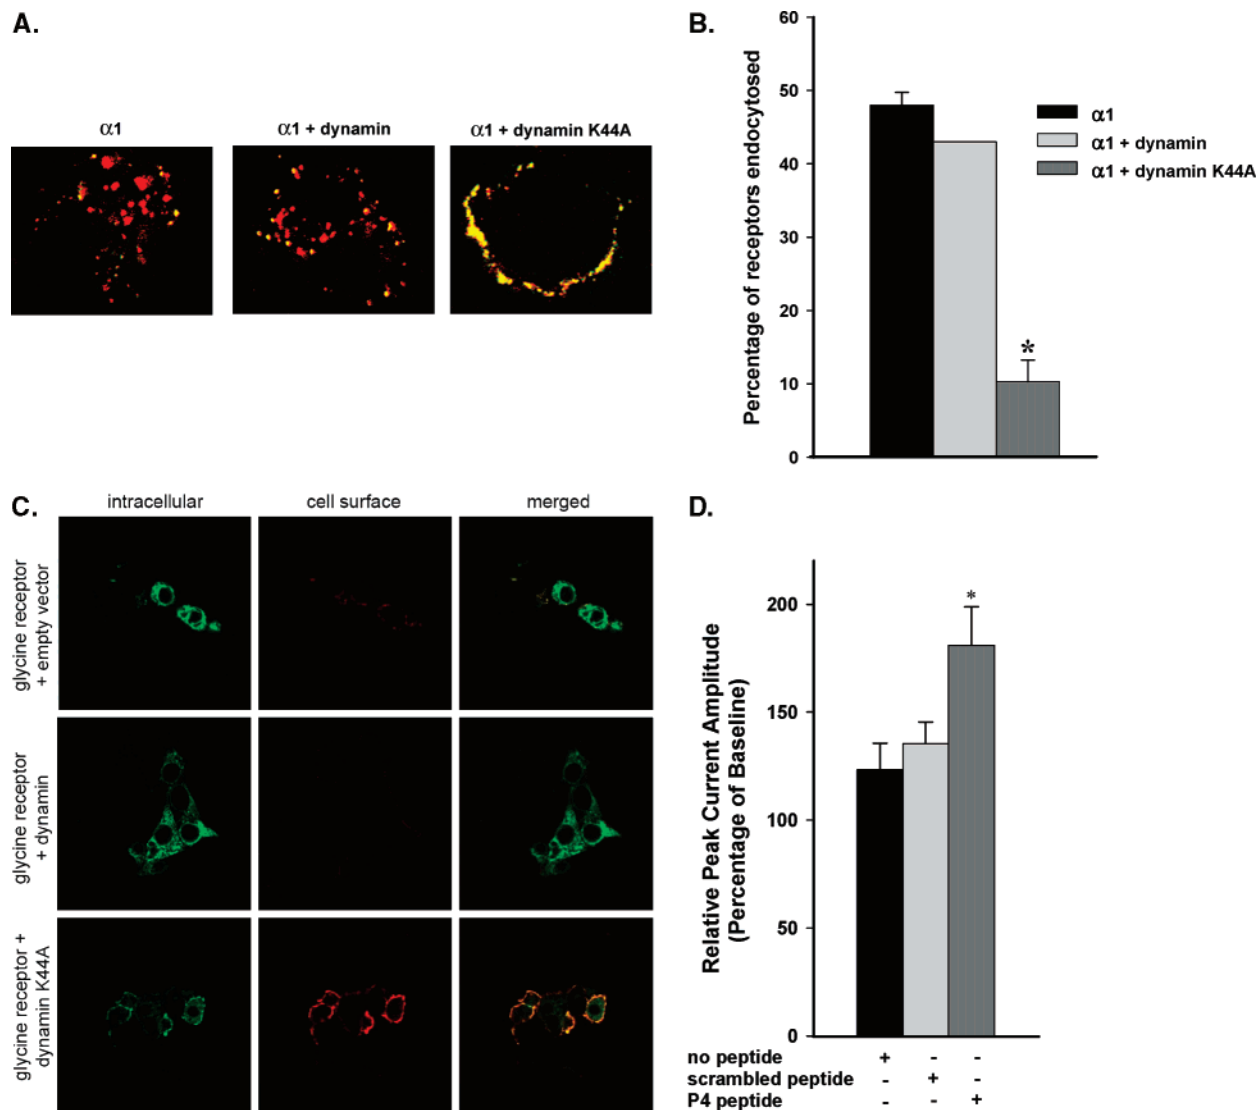 A.
α1
α1 + dynamin
α1 + dynamin K44A
B.
Percentage of receptors endocytosed
60
50
40
30
20
10
0
*
α1
α1 + dynamin
α1 + dynamin K44A
C.
intracellular
cell surface
merged
glycine receptor
+ empty vector
glycine receptor
+ dynamin
glycine receptor +
dynamin K44A
D.
Relative Peak Current Amplitude
(Percentage of Baseline)
200
150
100
50
0
*
no peptide + - -
scrambled peptide - + -
P4 peptide - - +